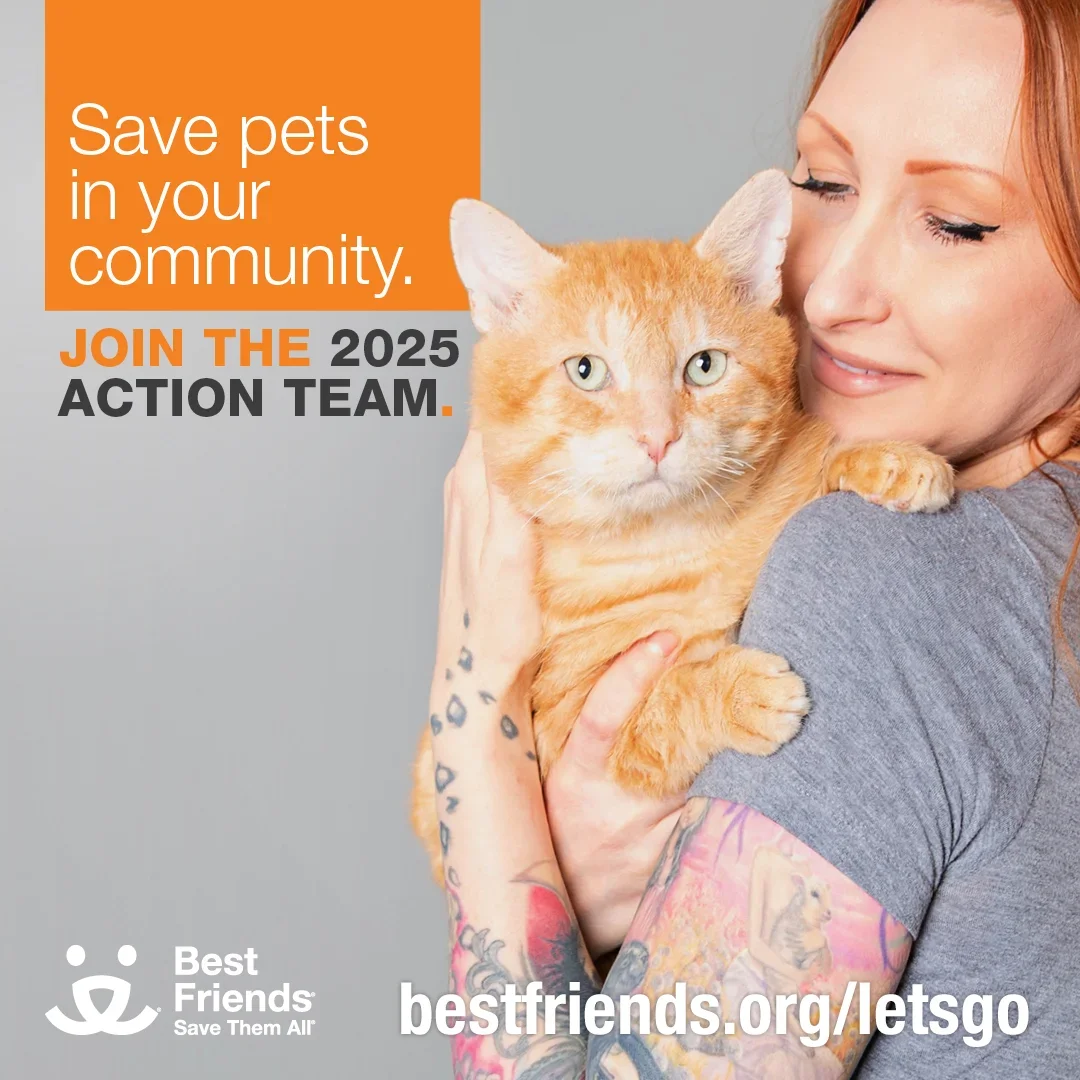 Save pets
in your
community.
JOIN THE 2025
ACTION TEAM.
Best
Friends®
Save Them All®
bestfriends.org/letsgo